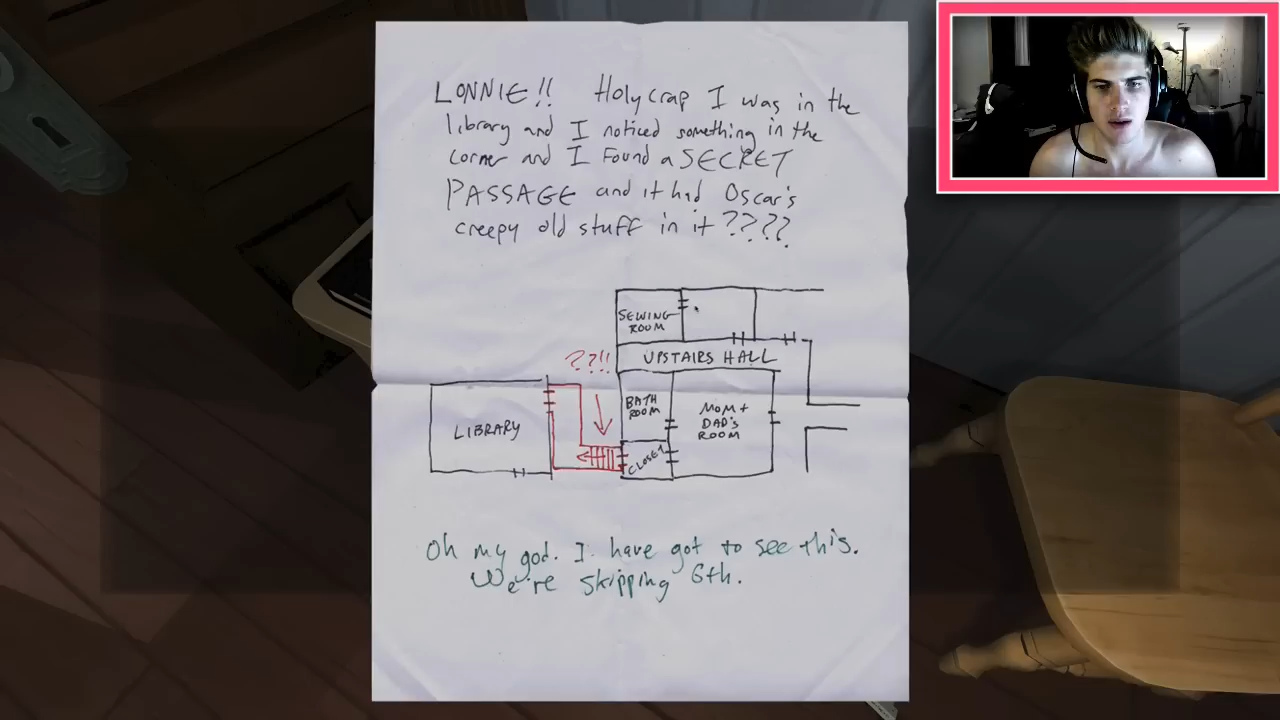 LONNIE!! Holy crap I was in the
library and I noticed something in the
corner and I found a SECRET
PASSAGE and it had Oscar's
creepy old stuff in it ????
SEWING
ROOM
??!!
UPSTAIRS HALL
LIBRARY
BATH
ROOM
MOM +
DAD'S
ROOM
CLOSET
Oh my god. I have got to see this.
We're skipping 6th.